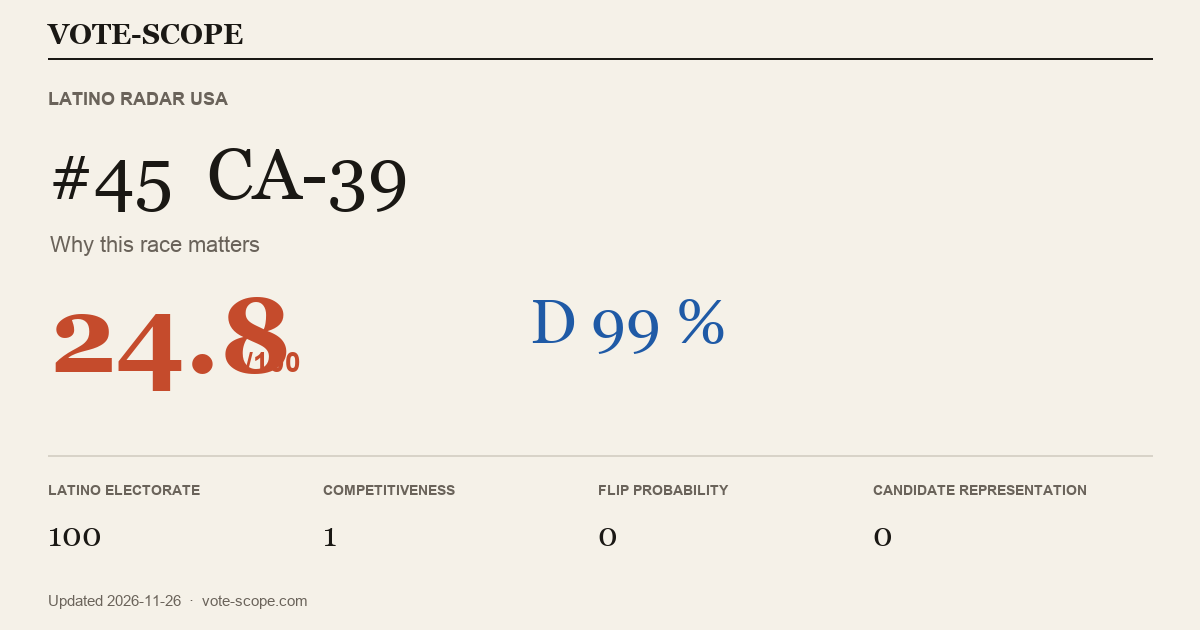 VOTE-SCOPE
LATINO RADAR USA
#45 CA-39
Why this race matters
24.8 /100
D 99 %
LATINO ELECTORATE
COMPETITIVENESS
FLIP PROBABILITY
CANDIDATE REPRESENTATION
100
1
0
0
Updated 2026-11-26 · vote-scope.com